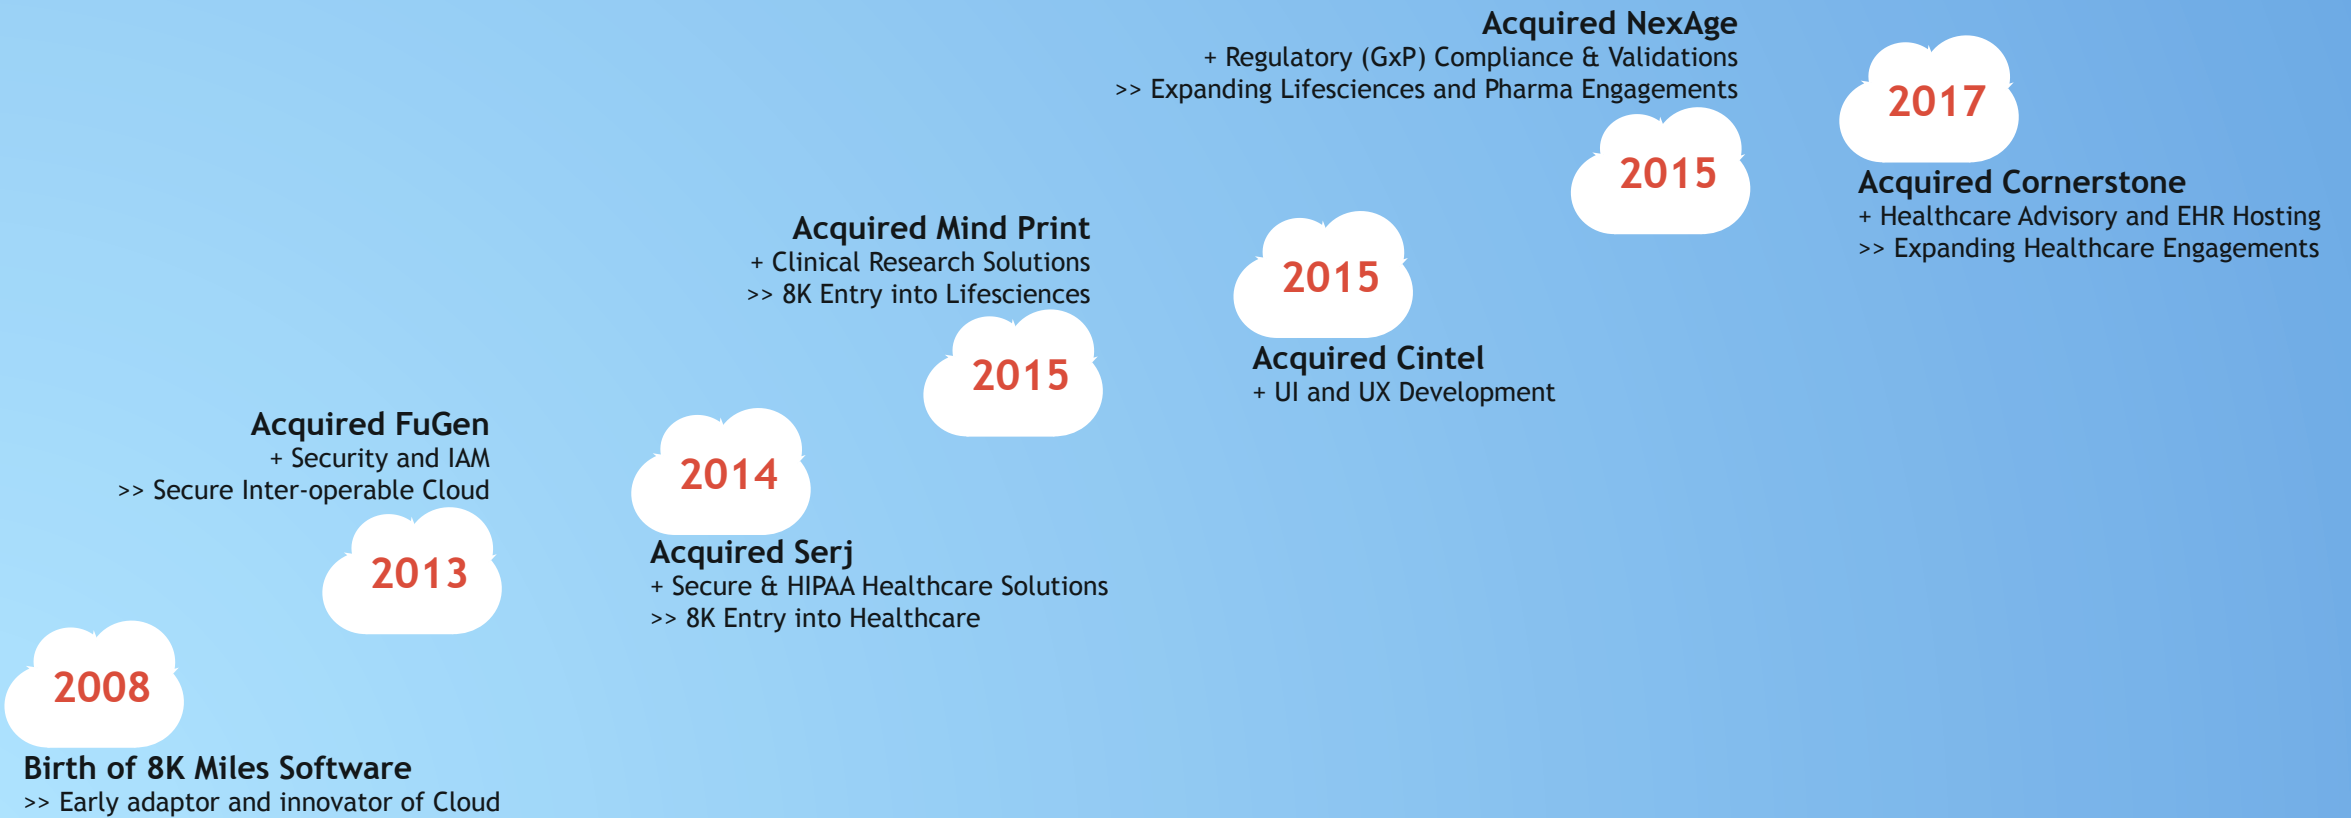 2008
Birth of 8K Miles Software
>> Early adaptor and innovator of Cloud
Acquired FuGen
+ Security and IAM
>> Secure Inter-operable Cloud
2013
2014
Acquired Serj
+ Secure & HIPAA Healthcare Solutions
>> 8K Entry into Healthcare
Acquired Mind Print
+ Clinical Research Solutions
>> 8K Entry into Lifesciences
2015
2015
Acquired Cintel
+ UI and UX Development
Acquired NexAge
+ Regulatory (GxP) Compliance & Validations
>> Expanding Lifesciences and Pharma Engagements
2015
2017
Acquired Cornerstone
+ Healthcare Advisory and EHR Hosting
>> Expanding Healthcare Engagements